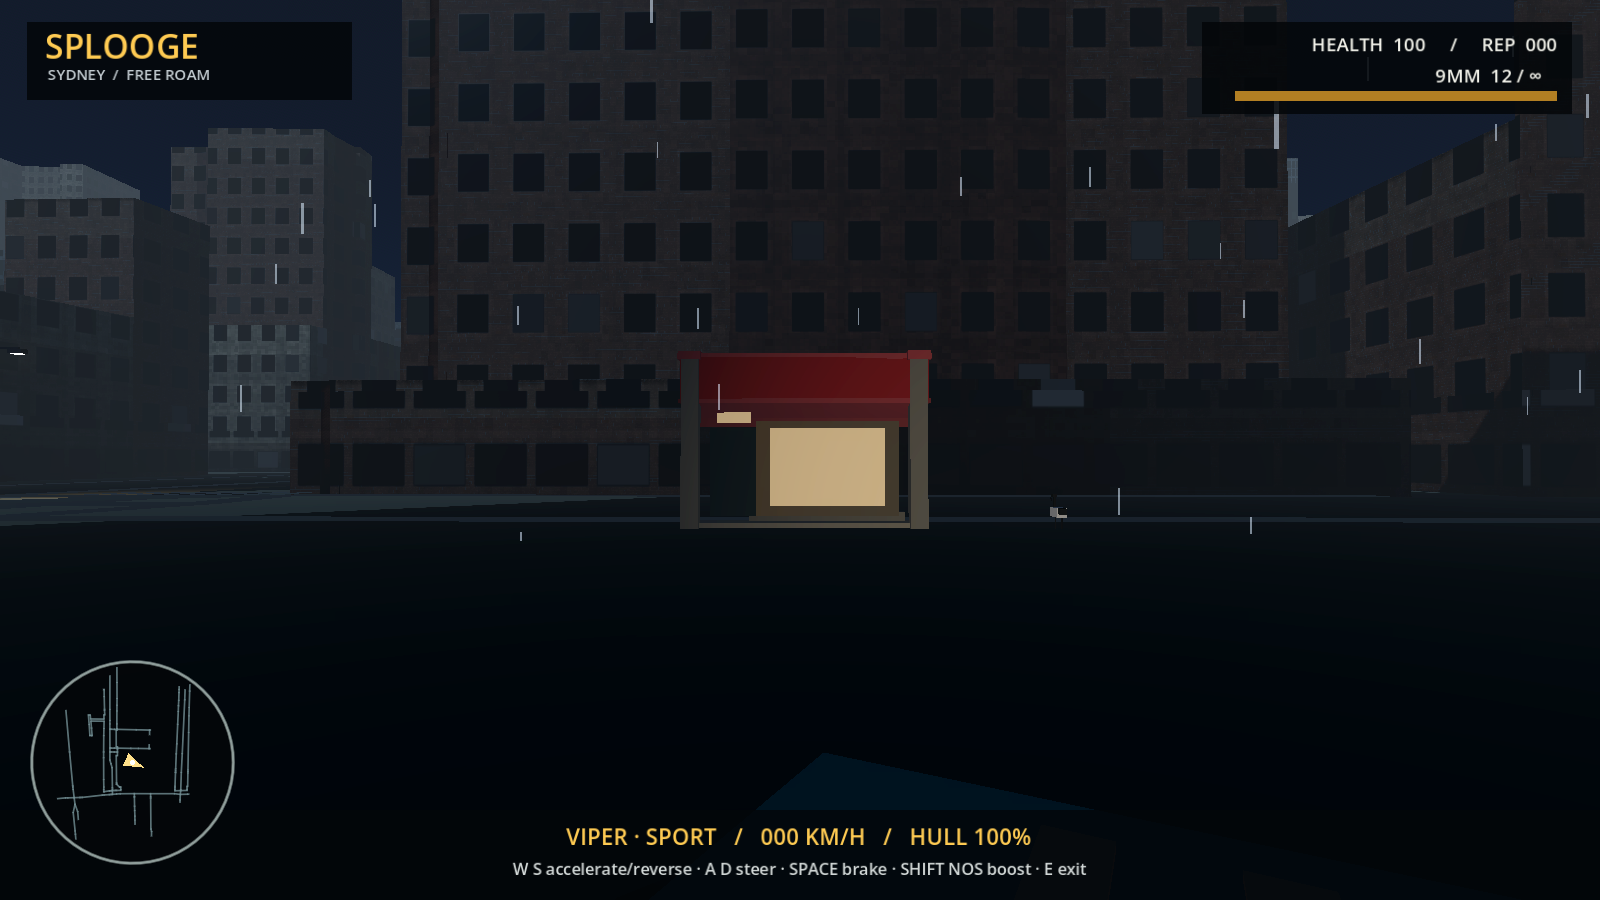 SPLOOGE
SYDNEY / FREE ROAM
HEALTH 100 / REP 000
9MM 12 / ∞
VIPER · SPORT / 000 KM/H / HULL 100%
W S accelerate/reverse · A D steer · SPACE brake · SHIFT NOS boost · E exit